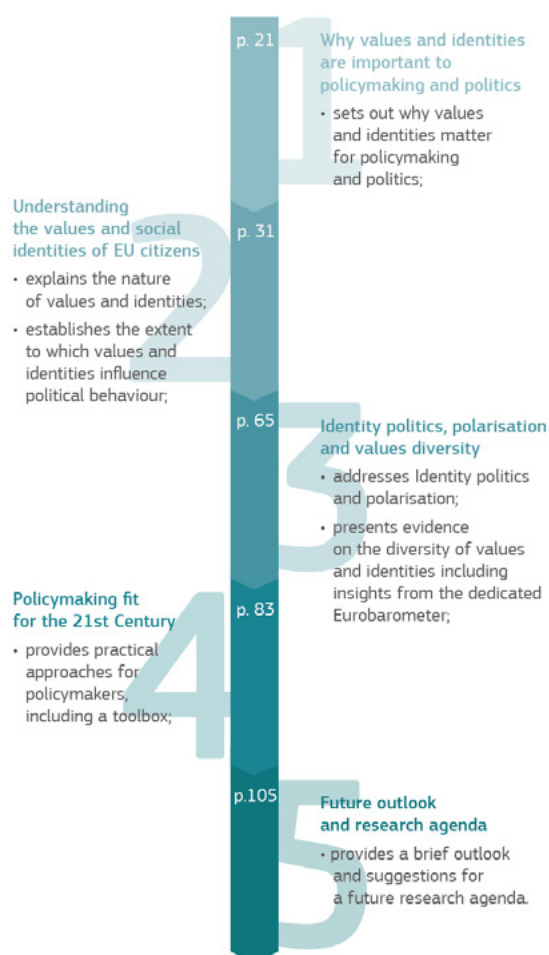 p. 21
1
Why values and identities
are important to
policymaking and politics
• sets out why values
and identities matter
for policymaking
and politics;
p. 31
2
Understanding
the values and social
identities of EU citizens
• explains the nature
of values and identities;
• establishes the extent
to which values and
identities influence
political behaviour;
p. 65
3
Identity politics, polarisation
and values diversity
• addresses Identity politics
and polarisation;
• presents evidence
on the diversity of values
and identities including
insights from the dedicated
Eurobarometer;
p. 83
4
Policymaking fit
for the 21st Century
• provides practical
approaches for
policymakers,
including a toolbox;
p.105
5
Future outlook
and research agenda
• provides a brief outlook
and suggestions for
a future research agenda.